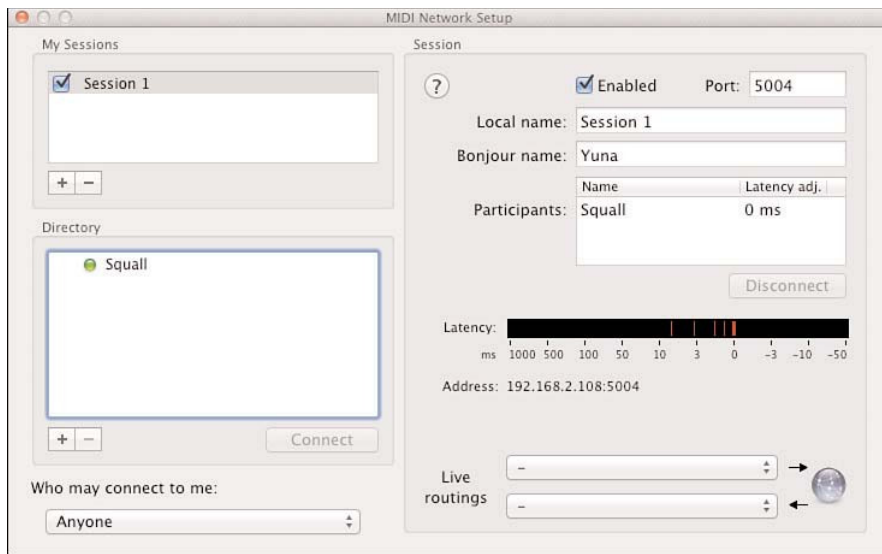 MIDI Network Setup
My Sessions
Session 1
+ −
Directory
Squall
+ −
Connect
Who may connect to me:
Anyone
Session
?
Enabled
Port: 5004
Local name: Session 1
Bonjour name: Yuna
Name Latency adj.
Participants: Squall 0 ms
Disconnect
Latency:
ms 1000 500 100 50 10 3 0 -3 -10 -50
Address: 192.168.2.108:5004
Live routings
-
-